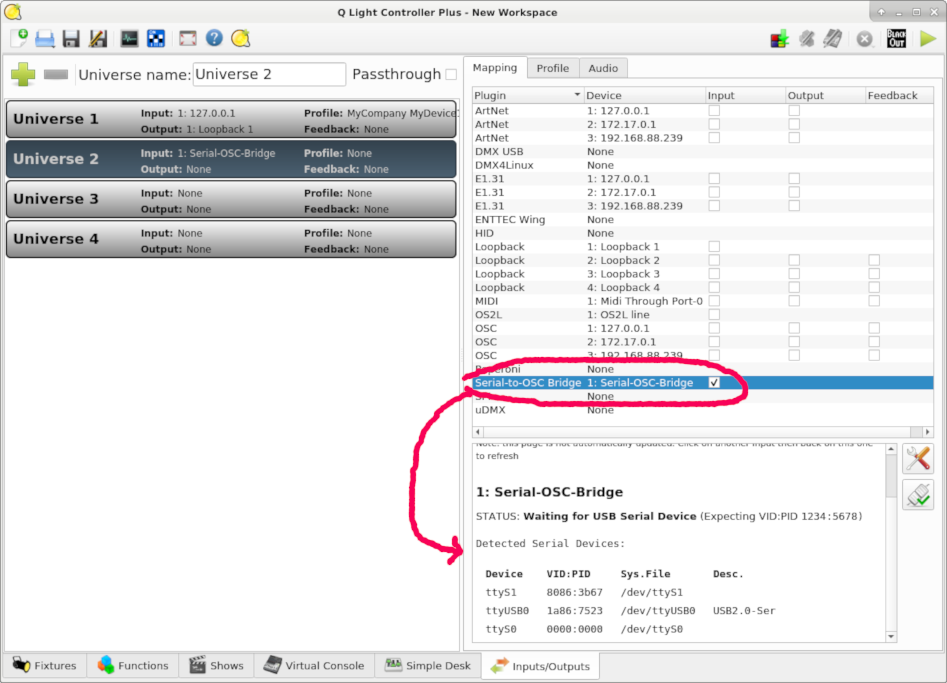 Q Light Controller Plus - New Workspace
BLACK OUT
Universe name: Universe 2 Passthrough
Universe 1 Input: 1: 127.0.0.1 Profile: MyCompany MyDevice
Output: 1: Loopback 1 Feedback: None
Universe 2 Input: 1: Serial-OSC-Bridge Profile: None
Output: None Feedback: None
Universe 3 Input: None Profile: None
Output: None Feedback: None
Universe 4 Input: None Profile: None
Output: None Feedback: None
Mapping Profile Audio
Plugin Device Input Output Feedback
ArtNet 1: 127.0.0.1
ArtNet 2: 172.17.0.1
ArtNet 3: 192.168.88.239
DMX USB None
DMX4Linux None
E1.31 1: 127.0.0.1
E1.31 2: 172.17.0.1
E1.31 3: 192.168.88.239
ENTTEC Wing None
HID None
Loopback 1: Loopback 1
Loopback 2: Loopback 2
Loopback 3: Loopback 3
Loopback 4: Loopback 4
MIDI 1: Midi Through Port-0
OS2L 1: OS2L line
OSC 1: 127.0.0.1
OSC 2: 172.17.0.1
OSC 3: 192.168.88.239
None
Serial-to-OSC Bridge 1: Serial-OSC-Bridge
None
uDMX None
Note: this page is not automatically updated. Click on another input then back on this one
to refresh
1: Serial-OSC-Bridge
STATUS: Waiting for USB Serial Device (Expecting VID:PID 1234:5678)
Detected Serial Devices:
Device VID:PID Sys.File Desc.
ttyS1 8086:3b67 /dev/ttyS1
ttyUSB0 1a86:7523 /dev/ttyUSB0 USB2.0-Ser
ttyS0 0000:0000 /dev/ttyS0
Fixtures Functions Shows Virtual Console Simple Desk Inputs/Outputs